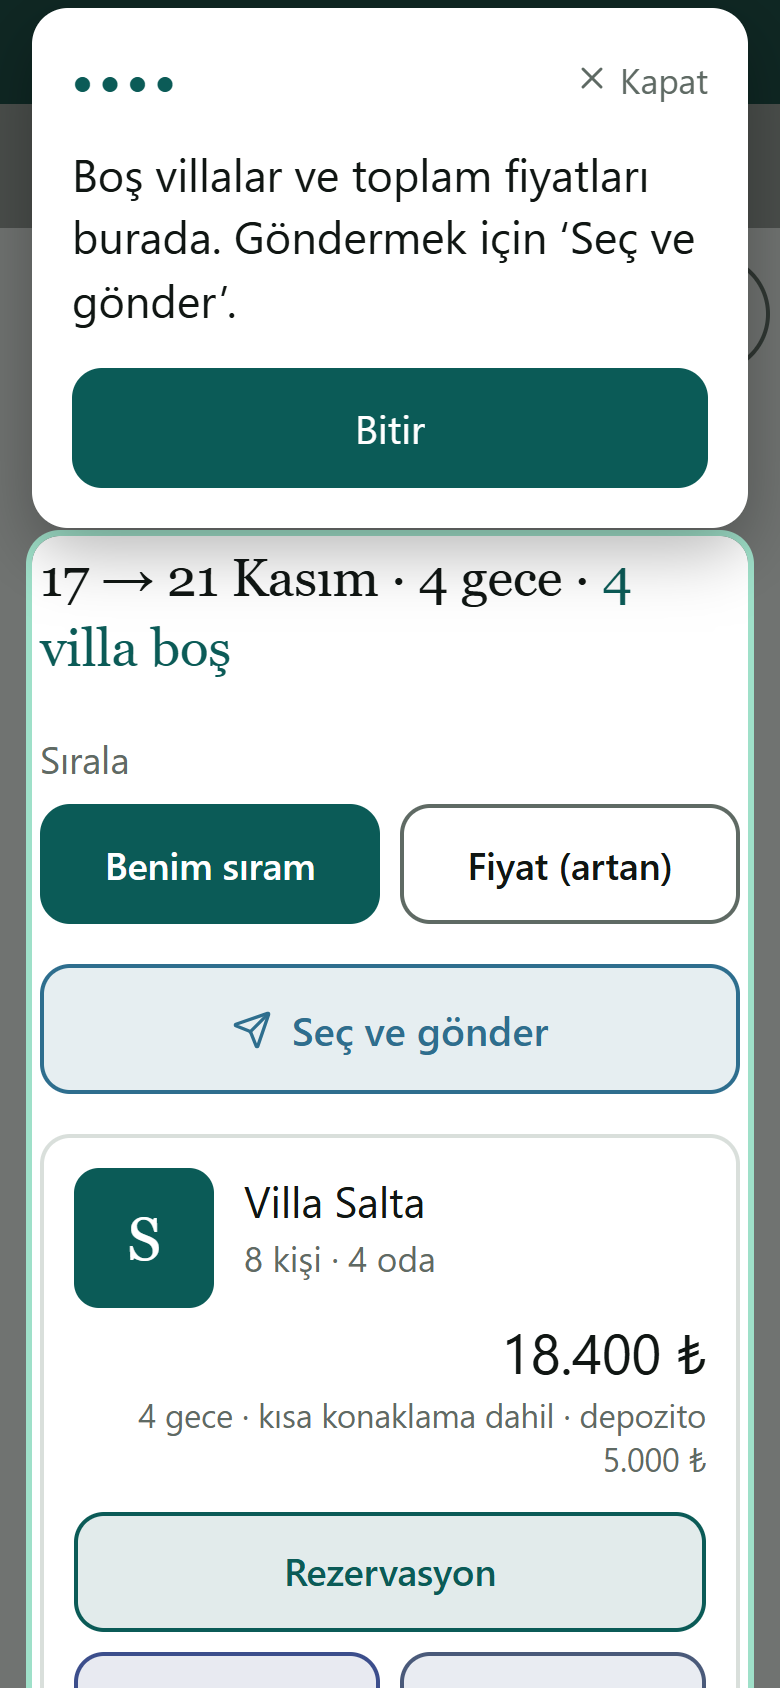 Kapat
Boş villalar ve toplam fiyatları
burada. Göndermek için ‘Seç ve
gönder’.
Bitir
17 → 21 Kasım · 4 gece · 4
villa boş
Sırala
Benim sıram
Fiyat (artan)
Seç ve gönder
S
Villa Salta
8 kişi · 4 oda
18.400 ₺
4 gece · kısa konaklama dahil · depozito
5.000 ₺
Rezervasyon